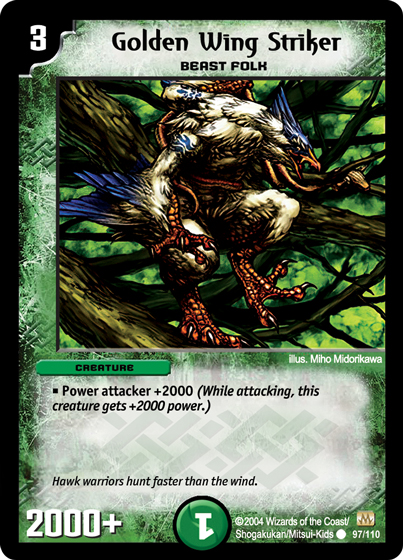 3
Golden Wing Striker
BEAST FOLK
illus. Miho Midorikawa
CREATURE
▪ Power attacker +2000 (While attacking, this
creature gets +2000 power.)
Hawk warriors hunt faster than the wind.
2000+
1
©2004 Wizards of the Coast/
Shogakukan/Mitsui-Kids ● 97/110